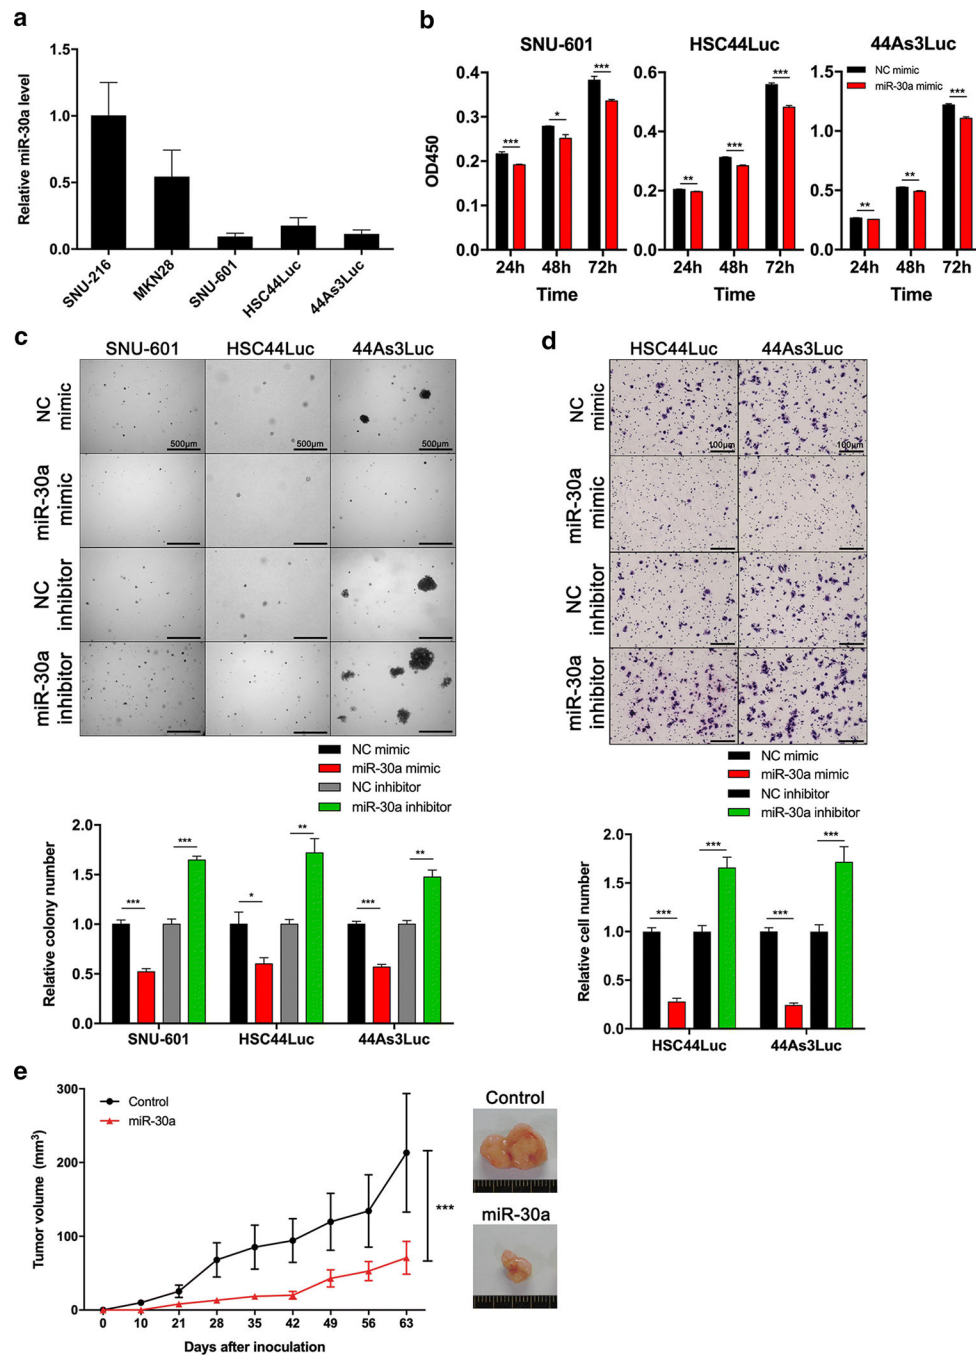 a
Relative miR-30a level
1.5
1.0
0.5
0.0
SNU-216
MKN28
SNU-601
HSC44Luc
44As3Luc
b
SNU-601
HSC44Luc
44As3Luc
OD450
0.4
0.3
0.2
0.1
0.0
***
*
***
24h 48h 72h
Time
0.6
0.4
0.2
0.0
**
***
***
24h 48h 72h
Time
1.5
1.0
0.5
0.0
NC mimic
miR-30a mimic
**
**
***
24h 48h 72h
Time
c
SNU-601
HSC44Luc
44As3Luc
NC
mimic
500μm
500μm
500μm
miR-30a
mimic
NC
inhibitor
miR-30a
inhibitor
NC mimic
miR-30a mimic
NC inhibitor
miR-30a inhibitor
Relative colony number
2.0
1.5
1.0
0.5
0.0
***
***
*
**
***
**
SNU-601
HSC44Luc
44As3Luc
d
HSC44Luc
44As3Luc
NC
mimic
100μm
100μm
miR-30a
mimic
NC
inhibitor
miR-30a
inhibitor
NC mimic
miR-30a mimic
NC inhibitor
miR-30a inhibitor
Relative cell number
2.0
1.5
1.0
0.5
0.0
***
***
***
***
HSC44Luc
44As3Luc
e
Tumor volume (mm³)
300
200
100
0
Control
miR-30a
***
0 10 21 28 35 42 49 56 63
Days after inoculation
Control
miR-30a